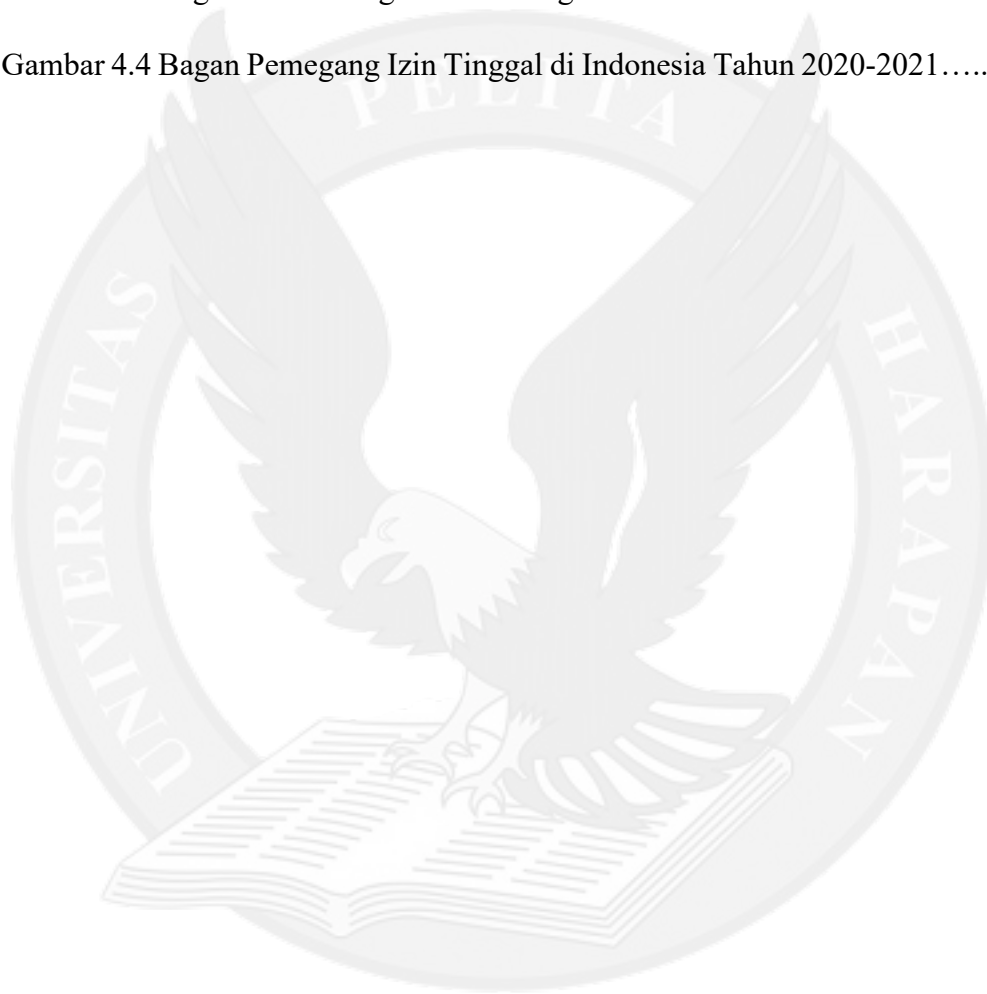 Gambar 4.4 Bagan Pemegang Izin Tinggal di Indonesia Tahun 2020-2021…..
PELITA
UNIVERSITAS
HARAPAN